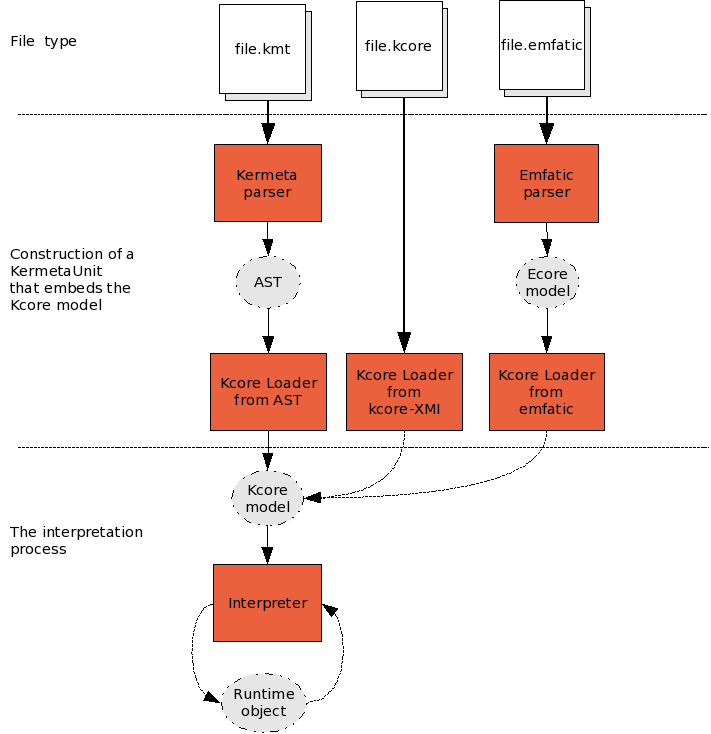 File type
file.kmt
file.kcore
file.emfatic
Kermeta
parser
Emfatic
parser
Construction of a
KermetaUnit
that embeds the
Kcore model
AST
Ecore
model
Kcore Loader
from AST
Kcore Loader
from
kcore-XMI
Kcore Loader
from
emfatic
Kcore
model
The interpretation
process
Interpreter
Runtime
object